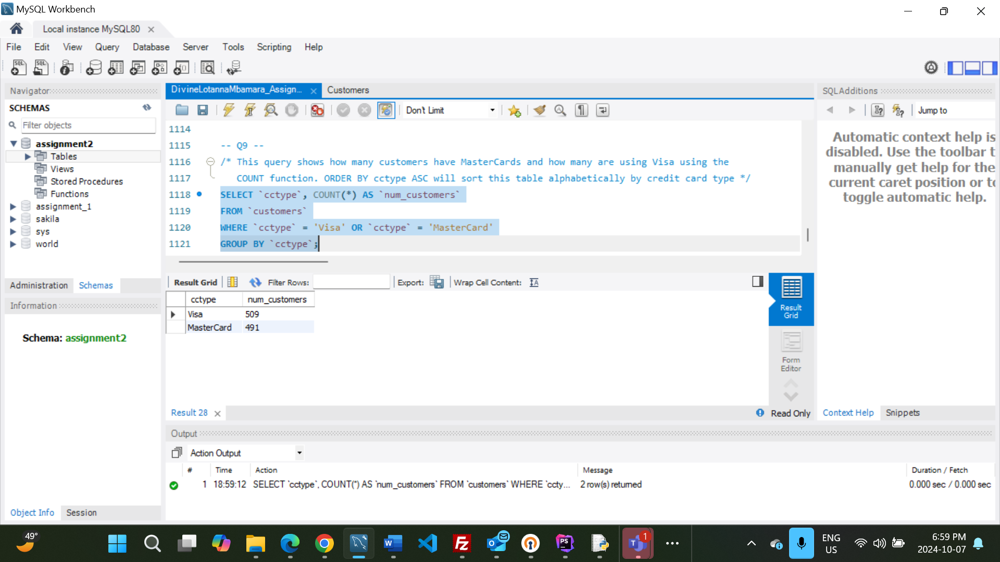 MySQL Workbench
Local instance MySQL80
File Edit View Query Database Server Tools Scripting Help
Navigator
SCHEMAS
Filter objects
assignment2
Tables
Views
Stored Procedures
Functions
assignment_1
sakila
sys
world
Administration Schemas
Information
Schema: assignment2
Object Info Session
DivineLotannaMbamara_Assign... Customers
Don't Limit
1114
1115 -- Q9 --
1116 /* This query shows how many customers have MasterCards and how many are using Visa using the
1117 COUNT function. ORDER BY cctype ASC will sort this table alphabetically by credit card type */
1118 SELECT `cctype`, COUNT(*) AS `num_customers`
1119 FROM `customers`
1120 WHERE `cctype` = 'Visa' OR `cctype` = 'MasterCard'
1121 GROUP BY `cctype`;
Result Grid Filter Rows: Export: Wrap Cell Content:
cctype num_customers
Visa 509
MasterCard 491
Result Grid
Form Editor
Result 28 Read Only
SQLAdditions
Jump to
Automatic context help is
disabled. Use the toolbar t
manually get help for the
current caret position or to
toggle automatic help.
Context Help Snippets
Output
Action Output
# Time Action Message Duration / Fetch
1 18:59:12 SELECT `cctype`, COUNT(*) AS `num_customers` FROM `customers` WHERE `ccty... 2 row(s) returned 0.000 sec / 0.000 sec
49°
1
ENG
US
6:59 PM
2024-10-07